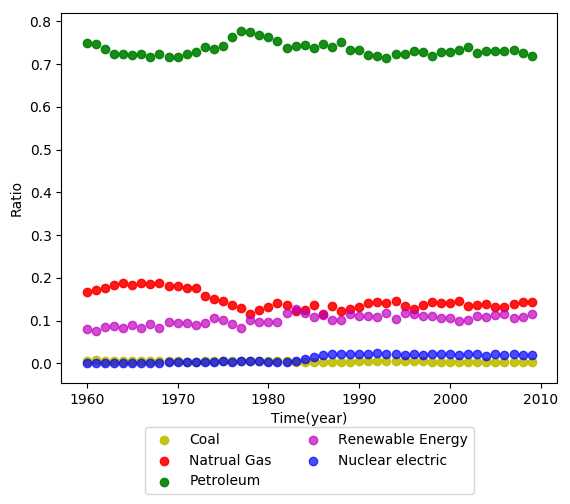 0.8
0.7
0.6
0.5
0.4
0.3
0.2
0.1
0.0
Ratio
1960 1970 1980 1990 2000 2010
Time(year)
Coal
Natrual Gas
Petroleum
Renewable Energy
Nuclear electric